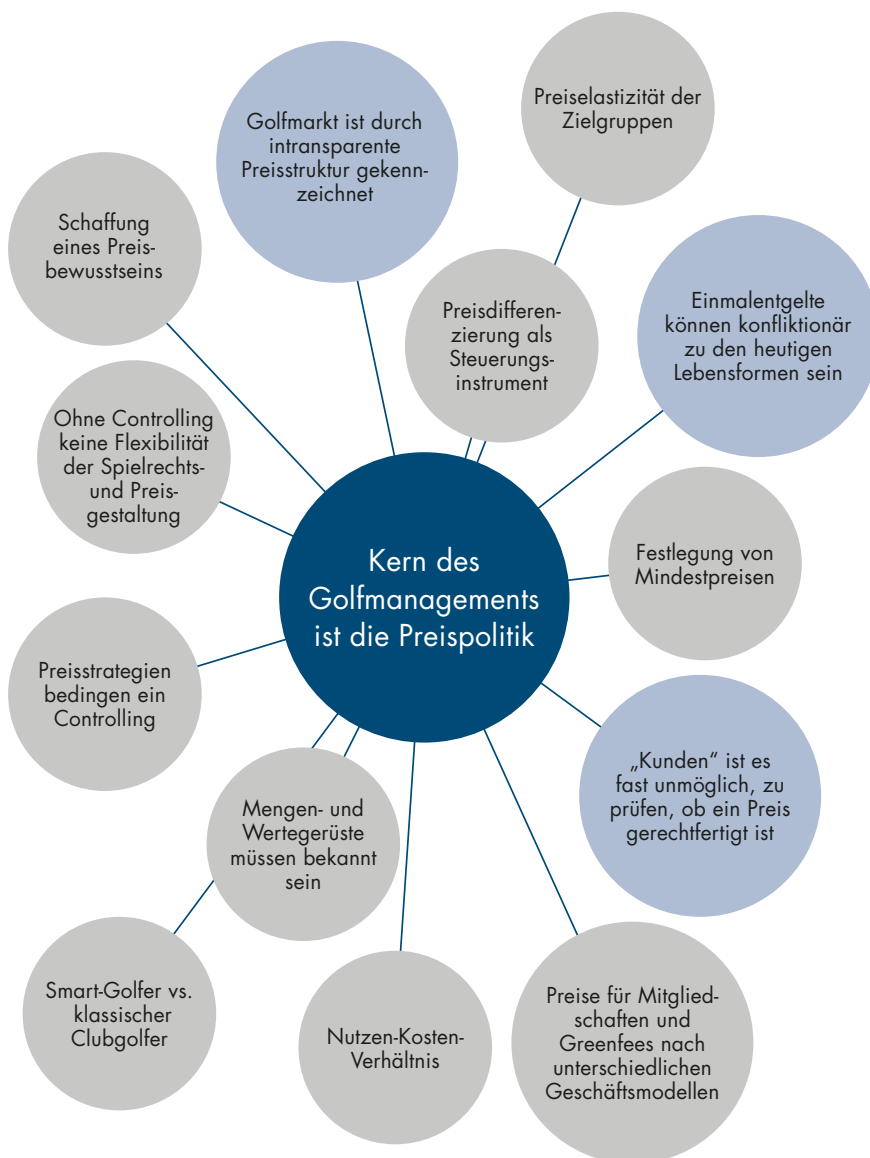 Preiselastizität der
Zielgruppen
Golfmarkt ist durch
intransparente
Preisstruktur gekenn-
zeichnet
Schaffung
eines Preis-
bewusstseins
Preisdifferen-
zierung als
Steuerungs-
instrument
Einmalentgelte
können konfliktionär
zu den heutigen
Lebensformen sein
Ohne Controlling
keine Flexibilität
der Spielrechts-
und Preis-
gestaltung
Kern des
Golfmanagements
ist die Preispolitik
Festlegung von
Mindestpreisen
Preisstrategien
bedingen ein
Controlling
„Kunden“ ist es
fast unmöglich, zu
prüfen, ob ein Preis
gerechtfertigt ist
Mengen- und
Wertegerüste
müssen bekannt
sein
Smart-Golfer vs.
klassischer
Clubgolfer
Nutzen-Kosten-
Verhältnis
Preise für Mitglied-
schaften und
Greenfees nach
unterschiedlichen
Geschäftsmodellen